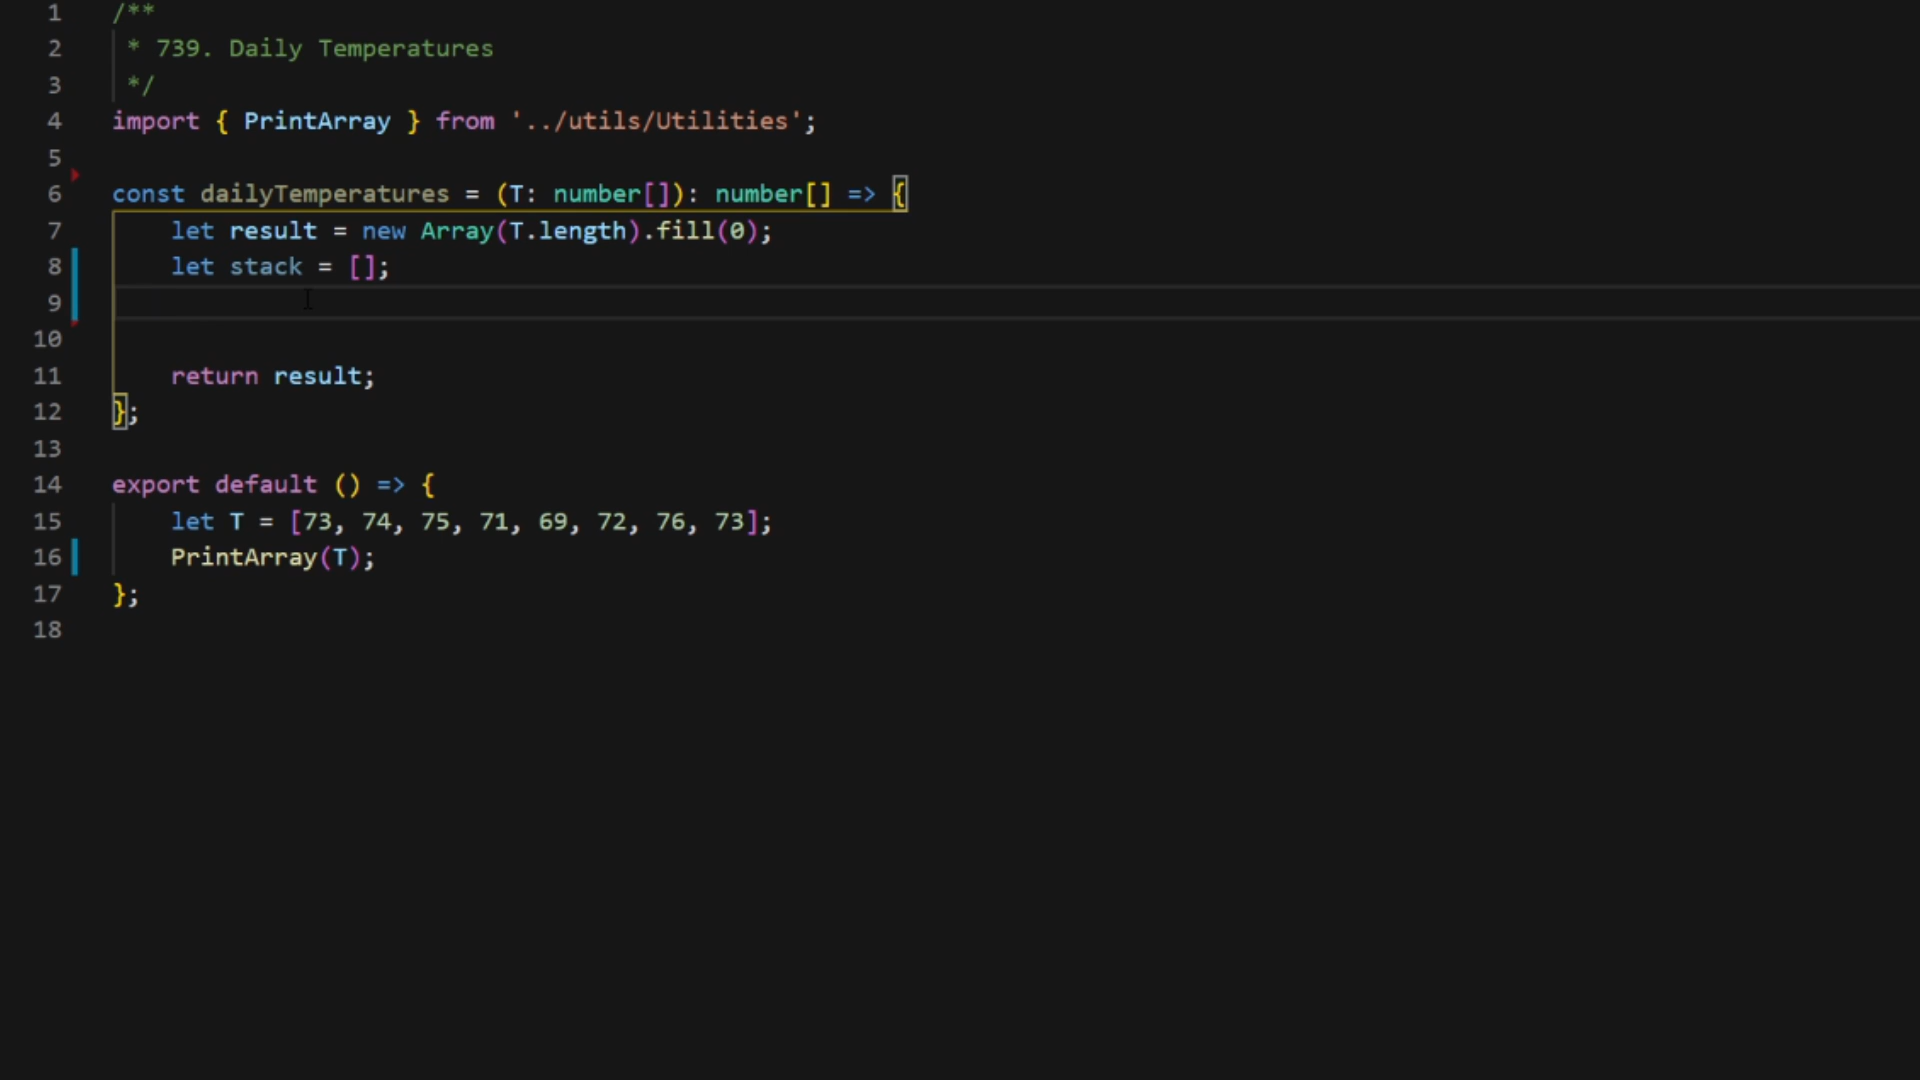 1 /**
2 * 739. Daily Temperatures
3 */
4 import { PrintArray } from '../utils/Utilities';
5
6 const dailyTemperatures = (T: number[]): number[] => {
7 let result = new Array(T.length).fill(0);
8 let stack = [];
9
10
11 return result;
12 };
13
14 export default () => {
15 let T = [73, 74, 75, 71, 69, 72, 76, 73];
16 PrintArray(T);
17 };
18